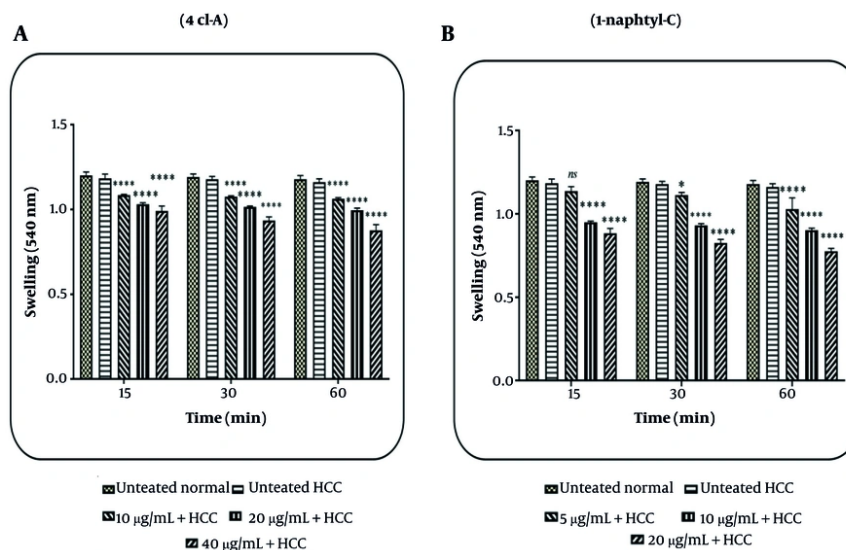 (4 cl-A)
A
Swelling (540 nm)
1.5
1.0
0.5
0.0
**** **** ****
**** **** ****
**** **** ****
15 30 60
Time (min)
Unteated normal Unteated HCC
10 μg/mL + HCC 20 μg/mL + HCC
40 μg/mL + HCC
(1-naphtyl-C)
B
Swelling (540 nm)
1.5
1.0
0.5
0.0
ns **** ****
* **** ****
**** **** ****
15 30 60
Time (min)
Unteated normal Unteated HCC
5 μg/mL + HCC 10 μg/mL + HCC
20 μg/mL + HCC